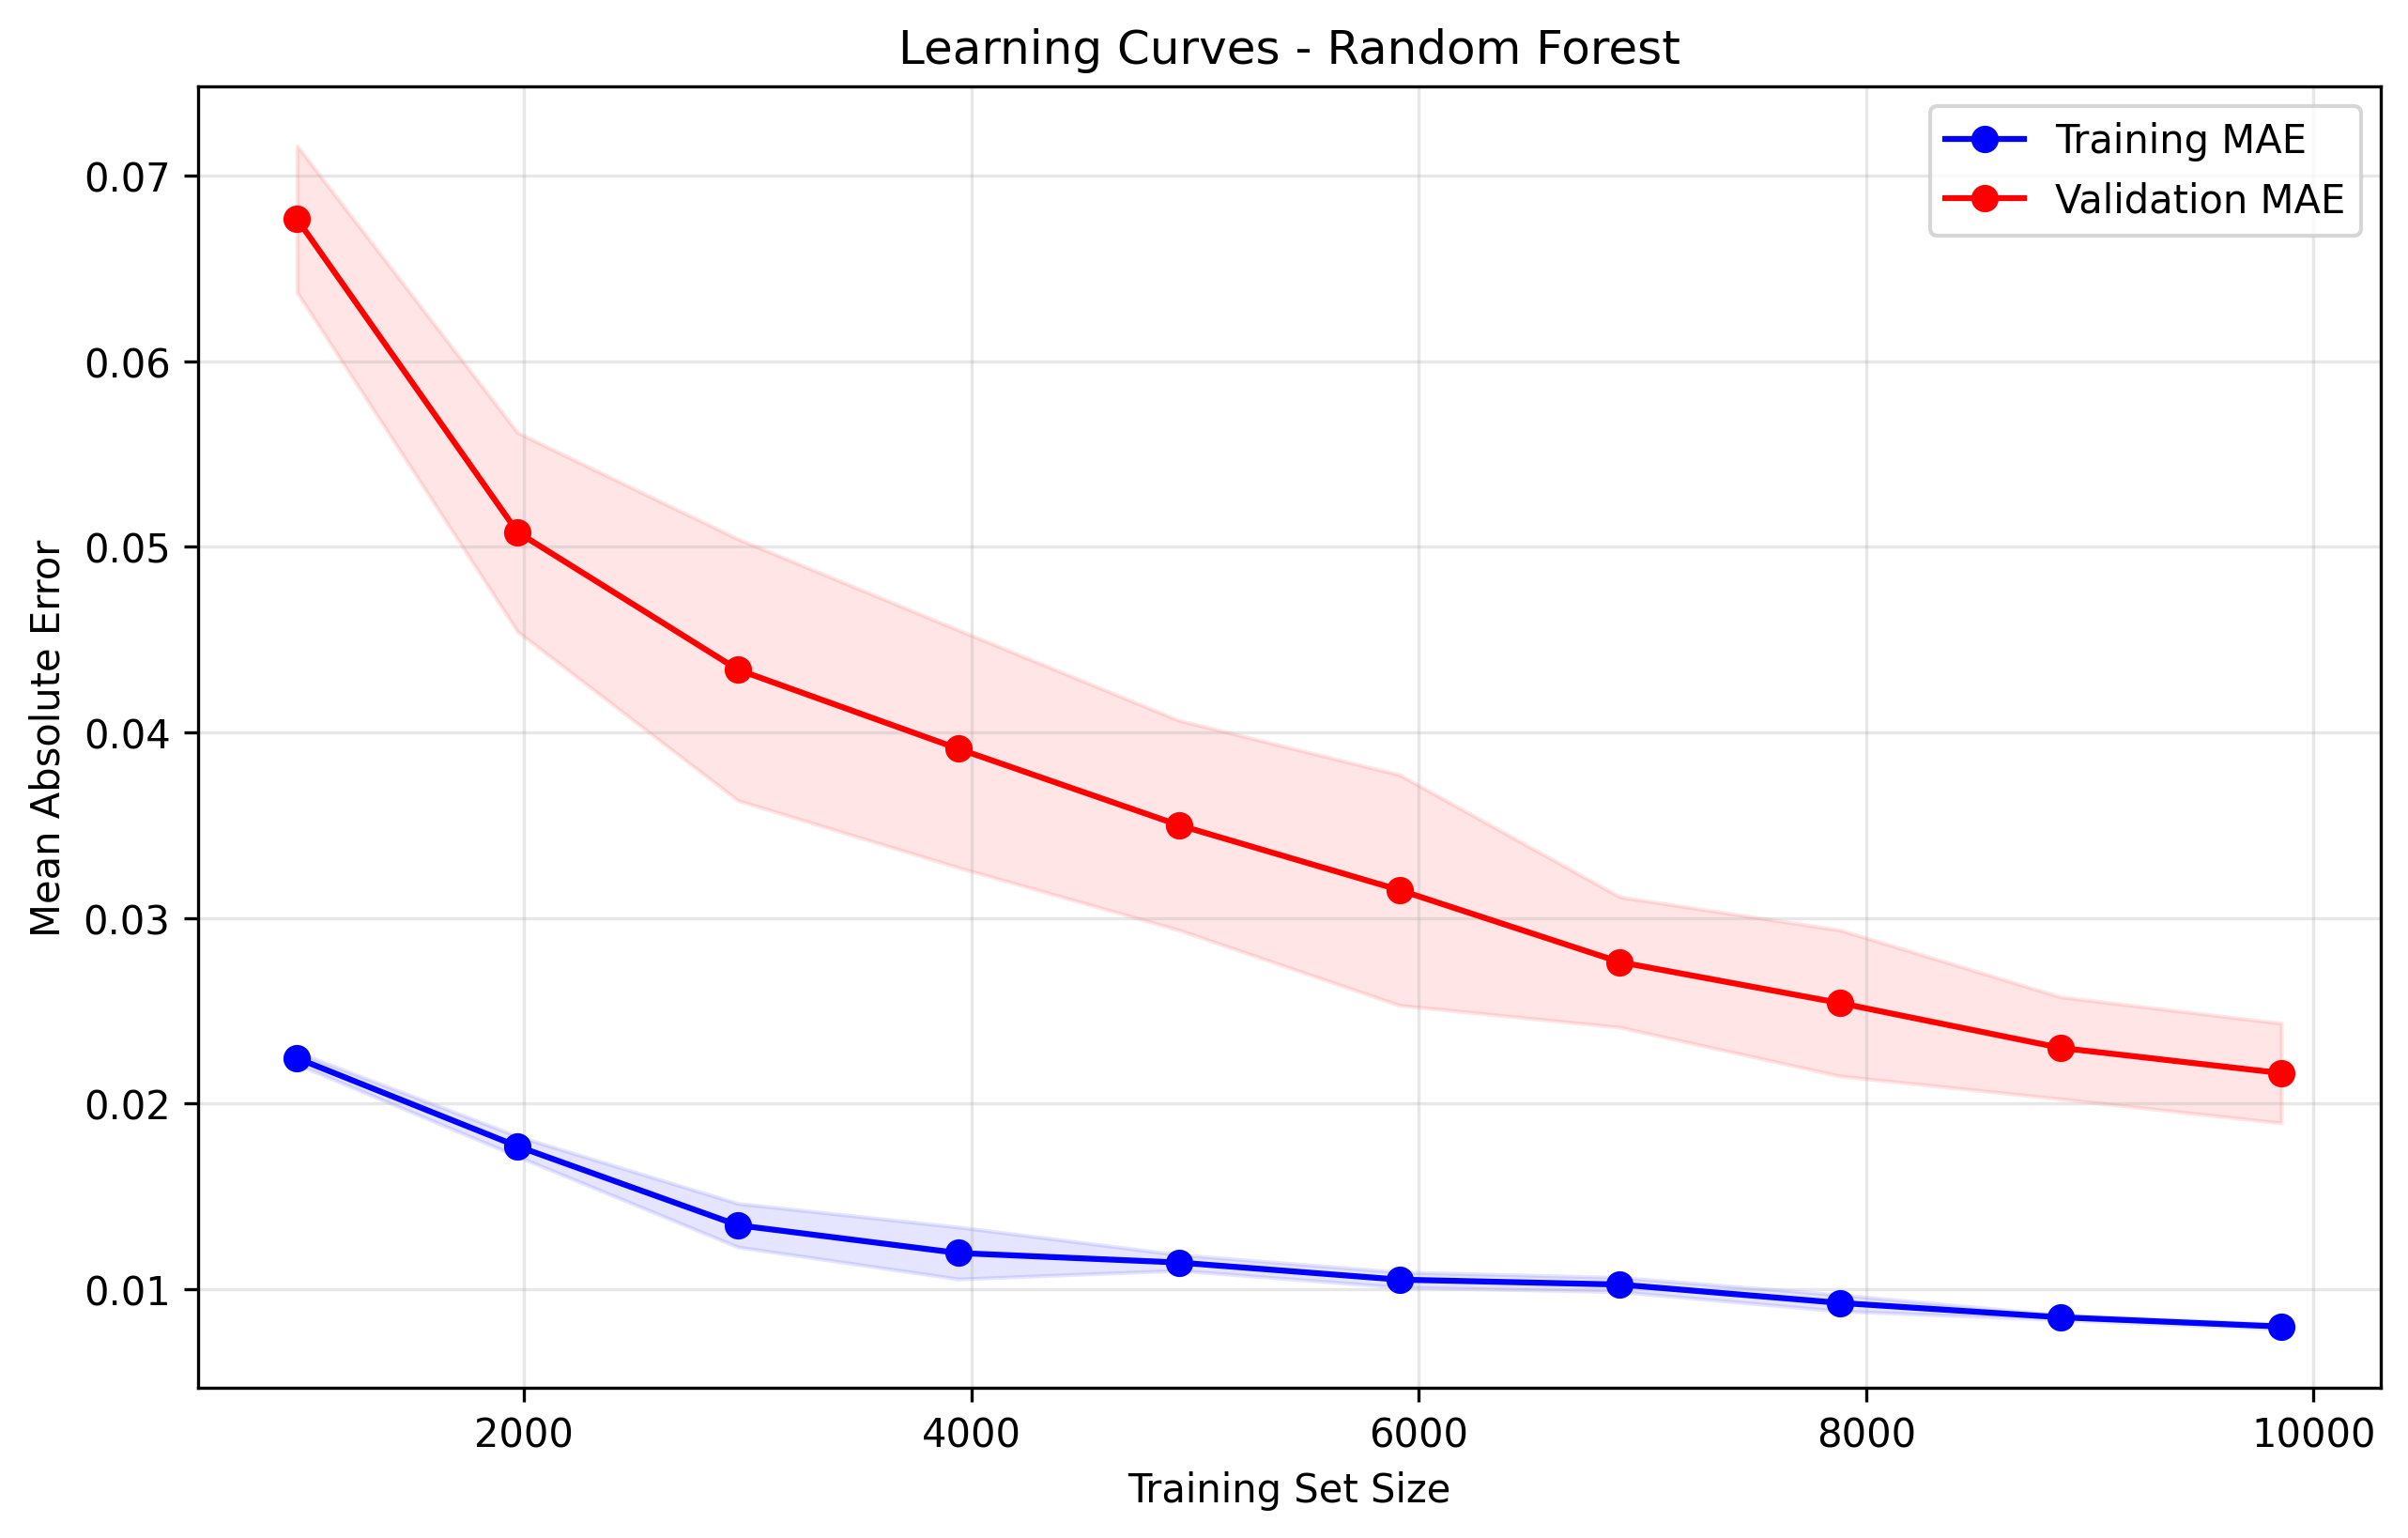 Learning Curves - Random Forest
Training MAE
Validation MAE
0.07
0.06
0.05
0.04
0.03
0.02
0.01
Mean Absolute Error
2000
4000
6000
8000
10000
Training Set Size